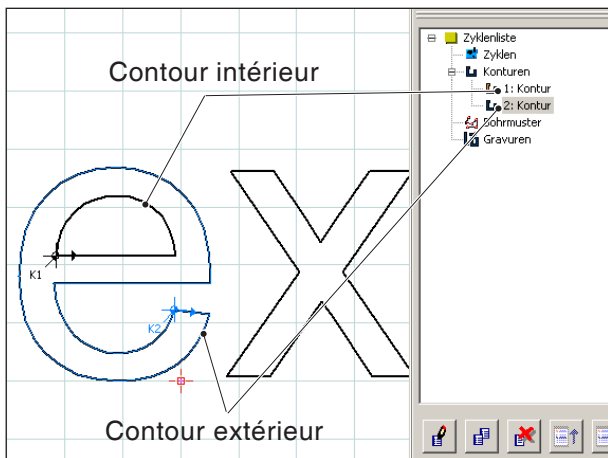 Zyklenliste
Zyklen
Contour intérieur
Konturen
1: Kontur
2: Kontur
Bohrmuster
Gravuren
K1
K2
Contour extérieur